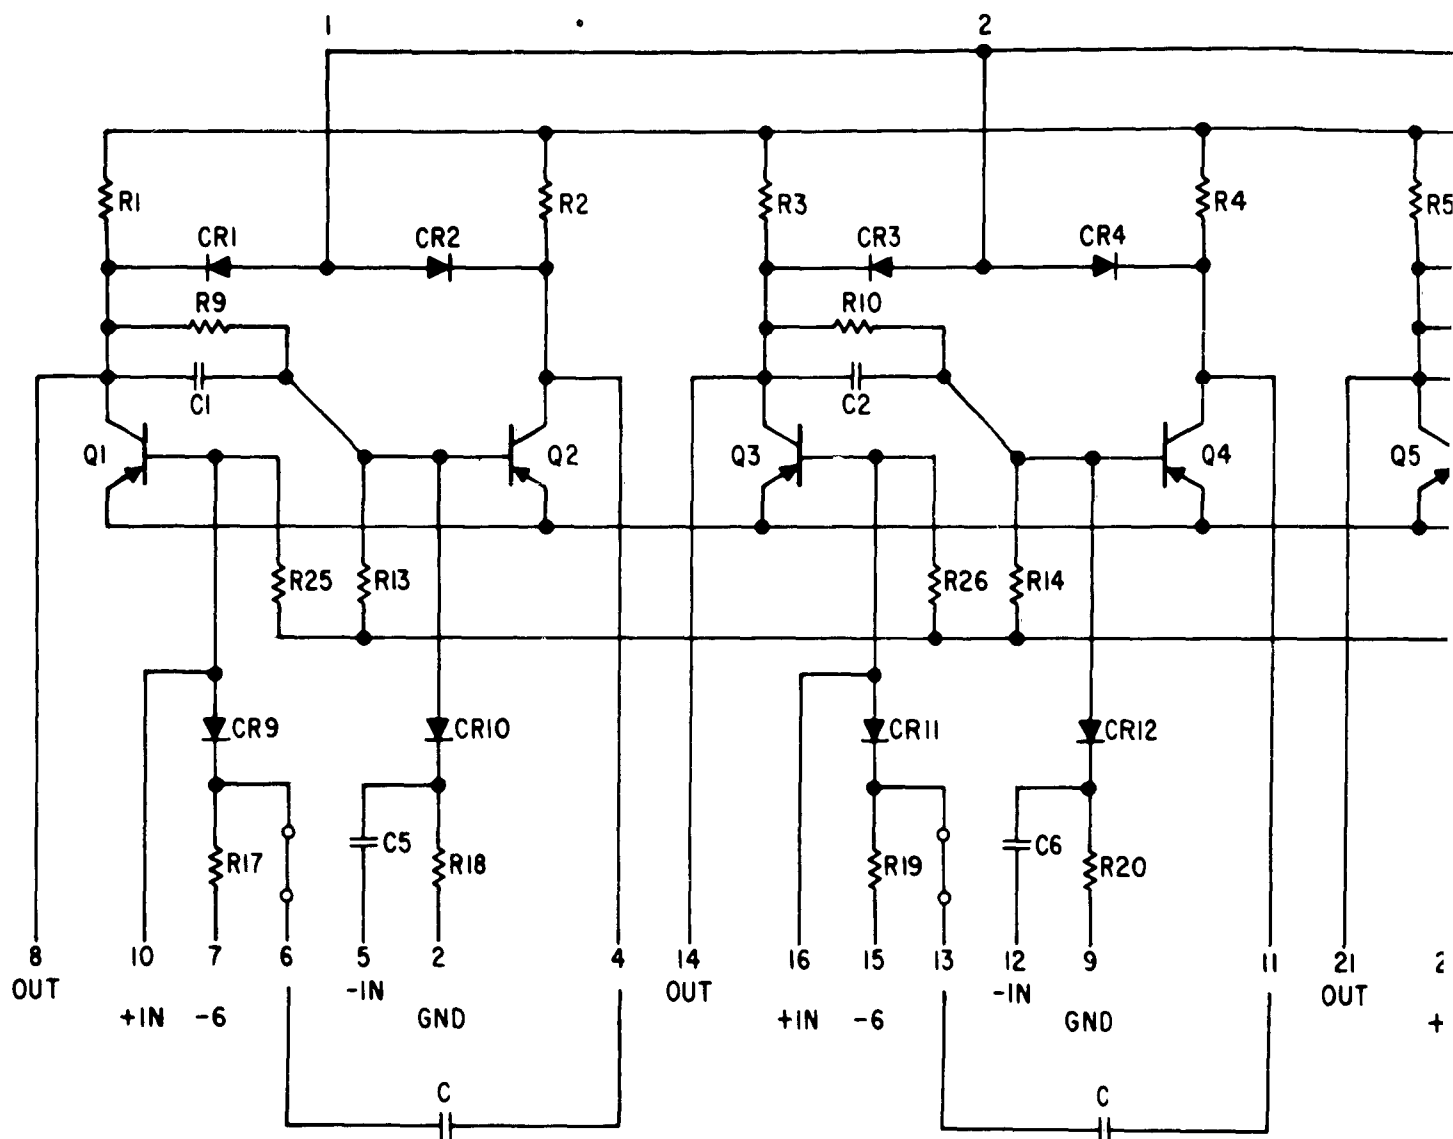 1 2
R1 R2 R3 R4 R5
CR1 CR2 CR3 CR4
R9 R10
C1 C2
Q1 Q2 Q3 Q4 Q5
R25 R13 R26 R14
CR9 CR10 CR11 CR12
R17 C5 R18 R19 C6 R20
8 10 7 6 5 2 4 14 16 15 13 12 9 11 21 2
OUT -IN OUT -IN OUT
+IN -6 GND +IN -6 GND +
C C